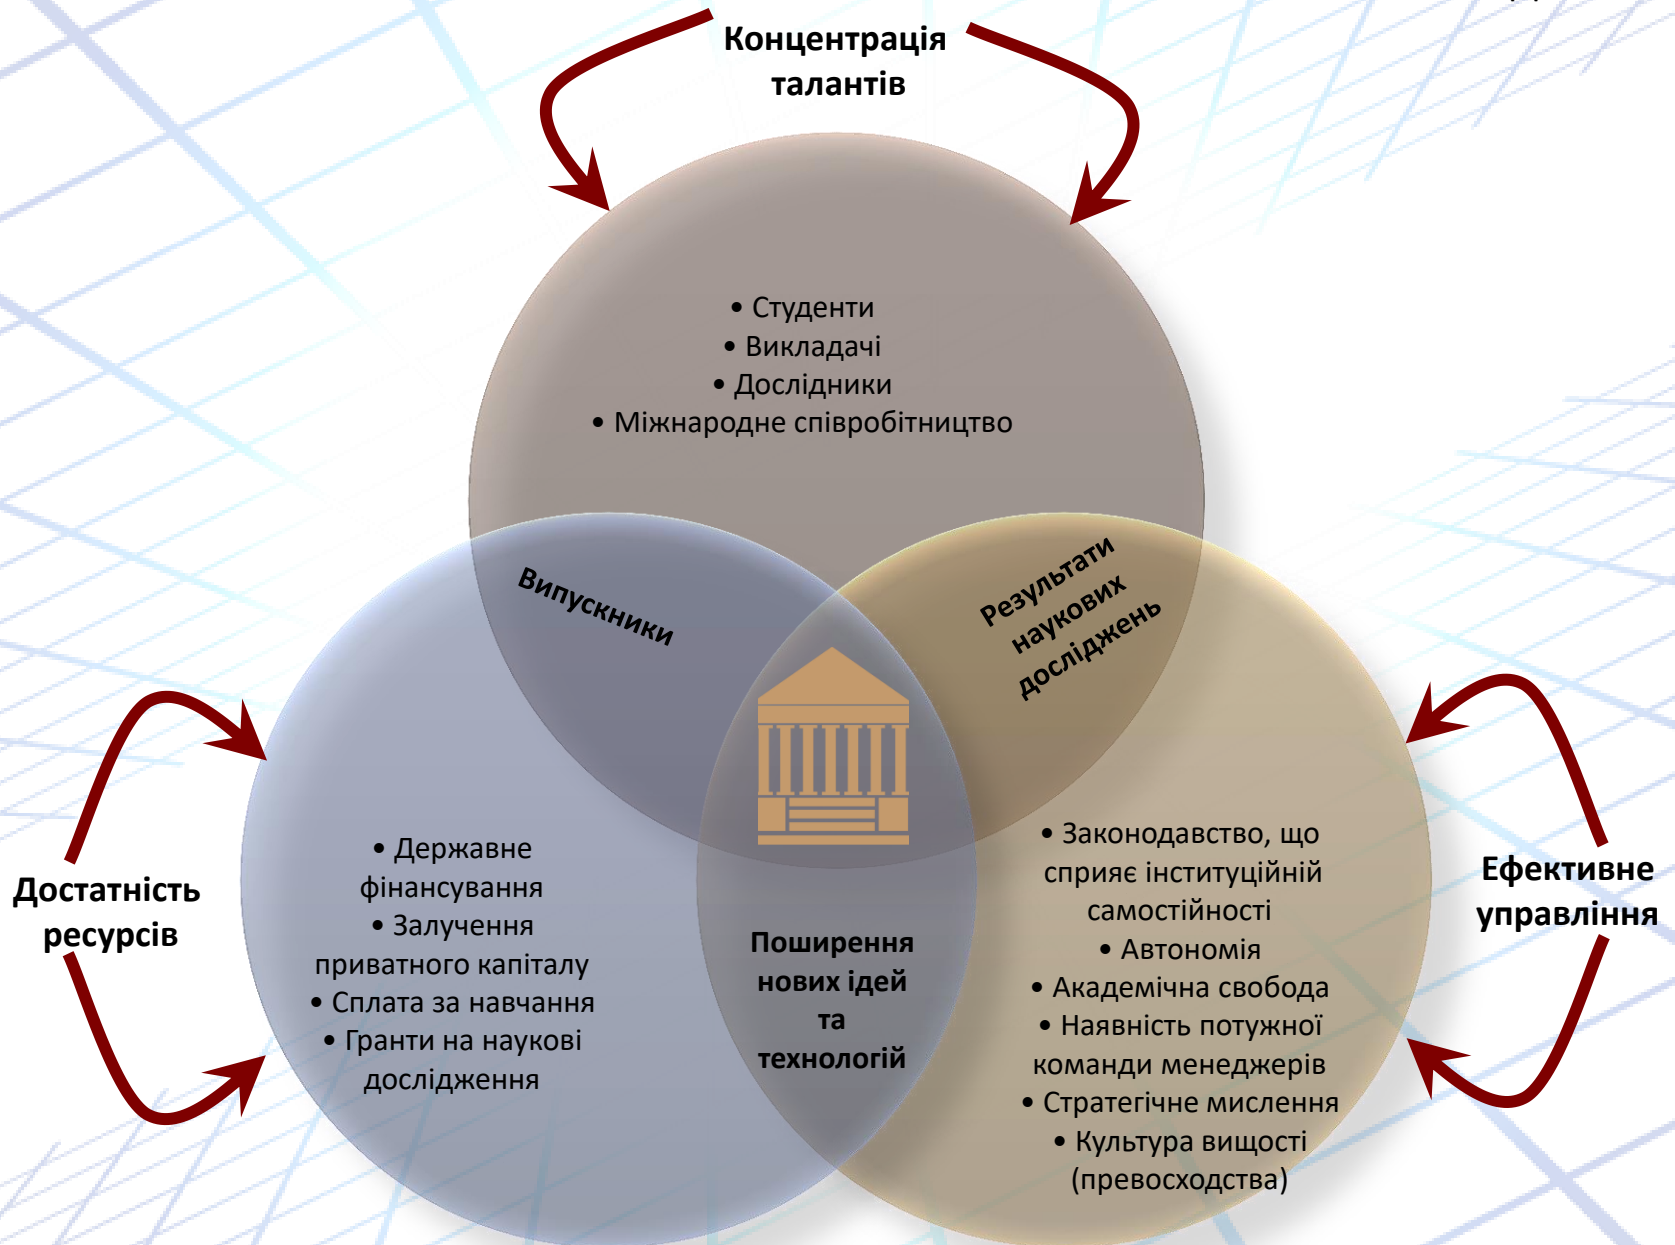 Концентрація
талантів
• Студенти
• Викладачі
• Дослідники
• Міжнародне співробітництво
Випускники
Результати
наукових
досліджень
Достатність
ресурсів
• Державне
фінансування
• Залучення
приватного капіталу
• Сплата за навчання
• Гранти на наукові
дослідження
Поширення
нових ідей
та
технологій
• Законодавство, що
сприяє інституційній
самостійності
• Автономія
• Академічна свобода
• Наявність потужної
команди менеджерів
• Стратегічне мислення
• Культура вищості
(превосходства)
Ефективне
управління